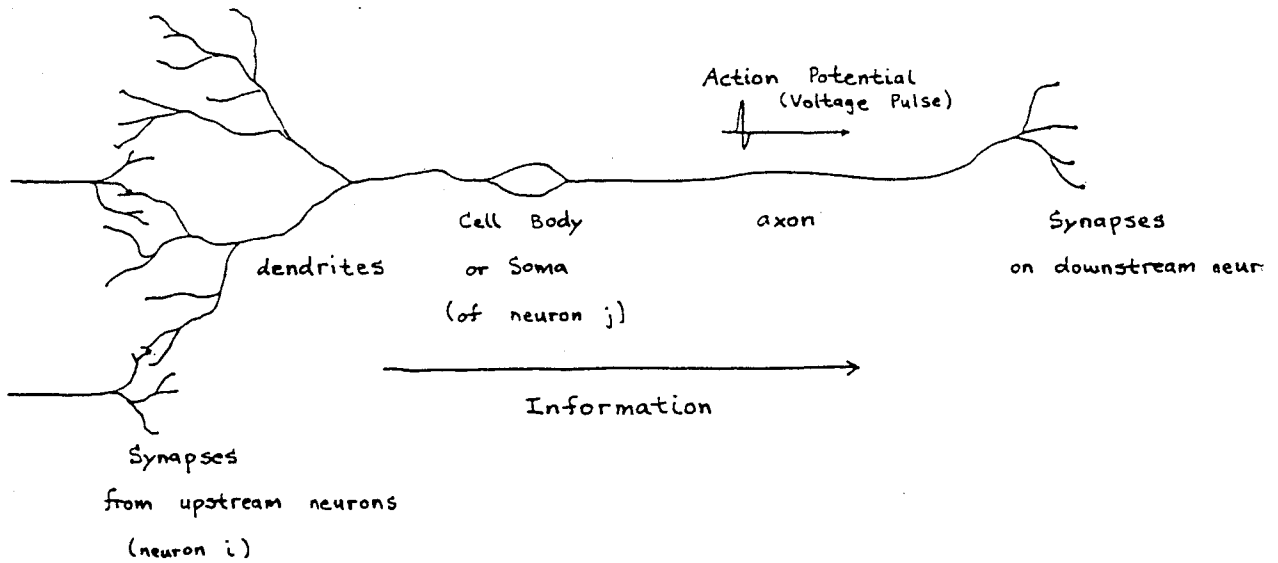 Action Potential
(Voltage Pulse)
Cell Body
or Soma
(of neuron j)
axon
Synapses
on downstream neur
dendrites
Information
Synapses
from upstream neurons
(neuron i)